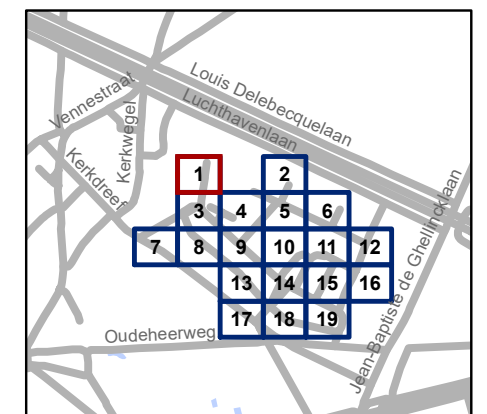 Louis Delebecquelaan
Luchthavenlaan
Vennestraat
Kerkwegel
Kerkdreef
1
2
3 4 5 6
7 8 9 10 11 12
13 14 15 16
17 18 19
Oudeheerweg
Jean-Baptiste de Ghellincklaan